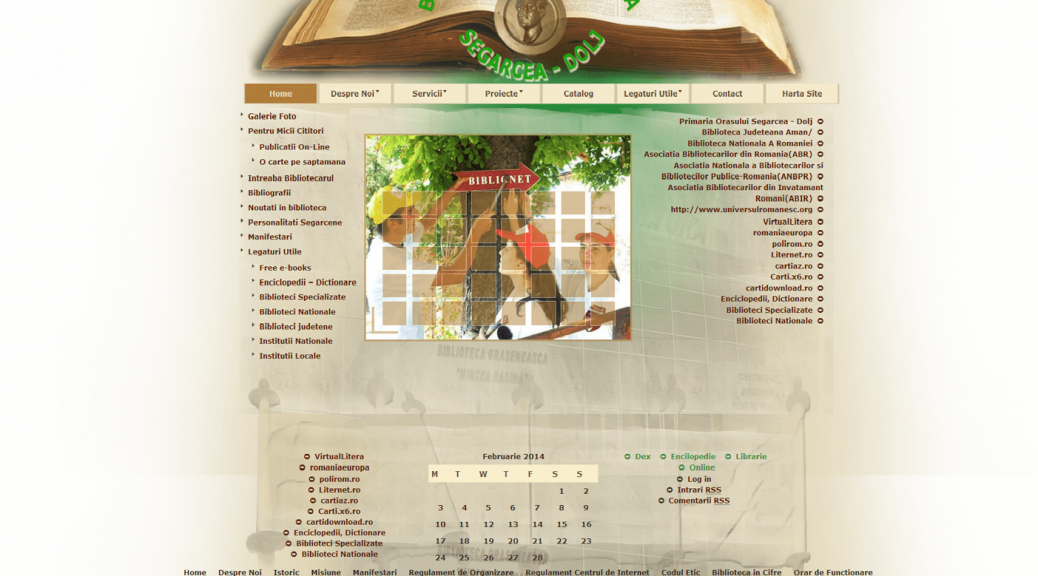 SEGARCEA - DOLJ
Home Despre Noi Servicii Proiecte Catalog Legaturi Utile Contact Harta Site
Galerie Foto
Pentru Micii Cititori
Publicatii On-Line
O carte pe saptamana
Intreaba Bibliotecarul
Bibliografii
Noutati in biblioteca
Personalitati Segarcene
Manifestari
Legaturi Utile
Free e-books
Enciclopedii – Dictionare
Biblioteci Specializate
Biblioteci Nationale
Biblioteci judetene
Institutii Nationale
Institutii Locale
BIBLIONET
Primaria Orasului Segarcea - Dolj
Biblioteca Judeteana Aman/
Biblioteca Nationala A Romaniei
Asociatia Bibliotecarilor din Romania(ABR)
Asociatia Nationala a Bibliotecarilor si
Bibliotecilor Publice-Romania(ANBPR)
Asociatia Bibliotecarilor din Invatamant
Romani(ABIR)
http://www.universulromanesc.org
VirtualLitera
romaniaeuropa
polirom.ro
Liternet.ro
cartiaz.ro
Carti.x6.ro
cartidownload.ro
Enciclopedii, Dictionare
Biblioteci Specializate
Biblioteci Nationale
BIBLIOTECA ORASENEASCA
VirtualLitera
romaniaeuropa
polirom.ro
Liternet.ro
cartiaz.ro
Carti.x6.ro
cartidownload.ro
Enciclopedii, Dictionare
Biblioteci Specializate
Biblioteci Nationale
Februarie 2014
M T W T F S S
1 2
3 4 5 6 7 8 9
10 11 12 13 14 15 16
17 18 19 20 21 22 23
24 25 26 27 28
Dex Encilopedie Librarie
Online
Log in
Intrari RSS
Comentarii RSS
Home Despre Noi Istoric Misiune Manifestari Regulament de Organizare Regulament Centrul de Internet Codul Etic Biblioteca in Cifre Orar de Functionare